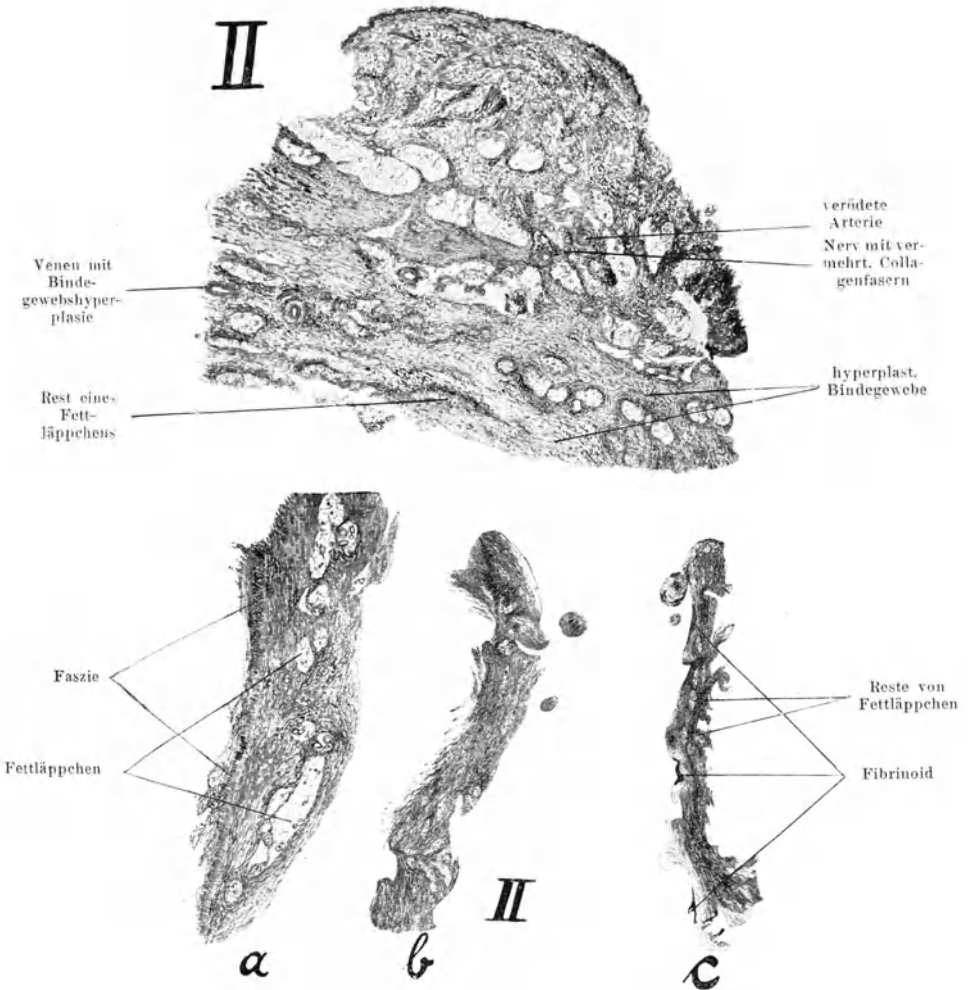 II
verödete
Arterie
Nerv mit ver-
mehrt. Colla-
genfasern
Venen mit
Binde-
gewebshyper-
plasie
hyperplast.
Bindegewebe
Rest eines
Fett-
läppchens
Faszie
Fettläppchen
Reste von
Fettläppchen
Fibrinoid
II
a
b
c